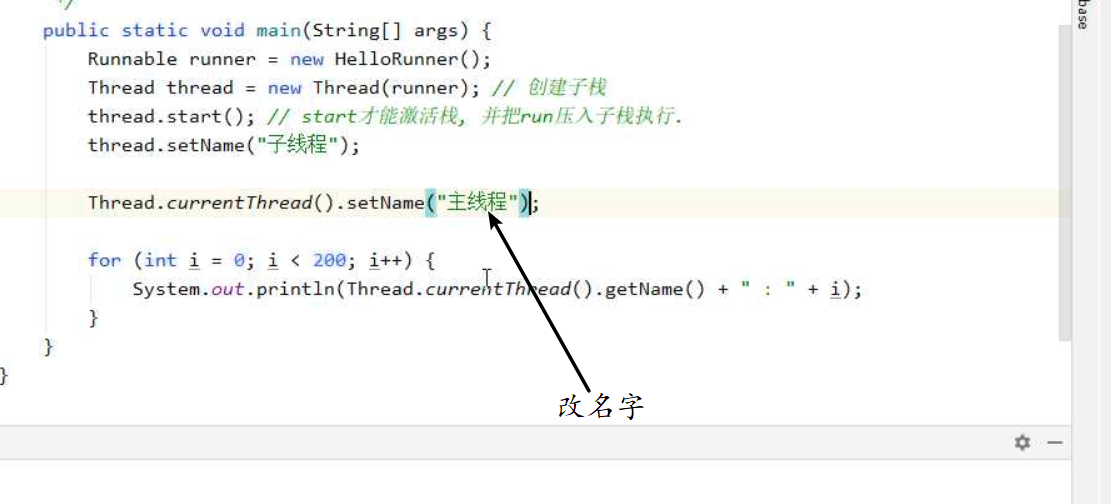 */
public static void main(String[] args) {
Runnable runner = new HelloRunner();
Thread thread = new Thread(runner); // 创建子栈
thread.start(); // start才能激活栈, 并把run压入子栈执行.
thread.setName("子线程");
Thread.currentThread().setName("主线程");
for (int i = 0; i < 200; i++) {
System.out.println(Thread.currentThread().getName() + " : " + i);
}
}
}
改名字
base